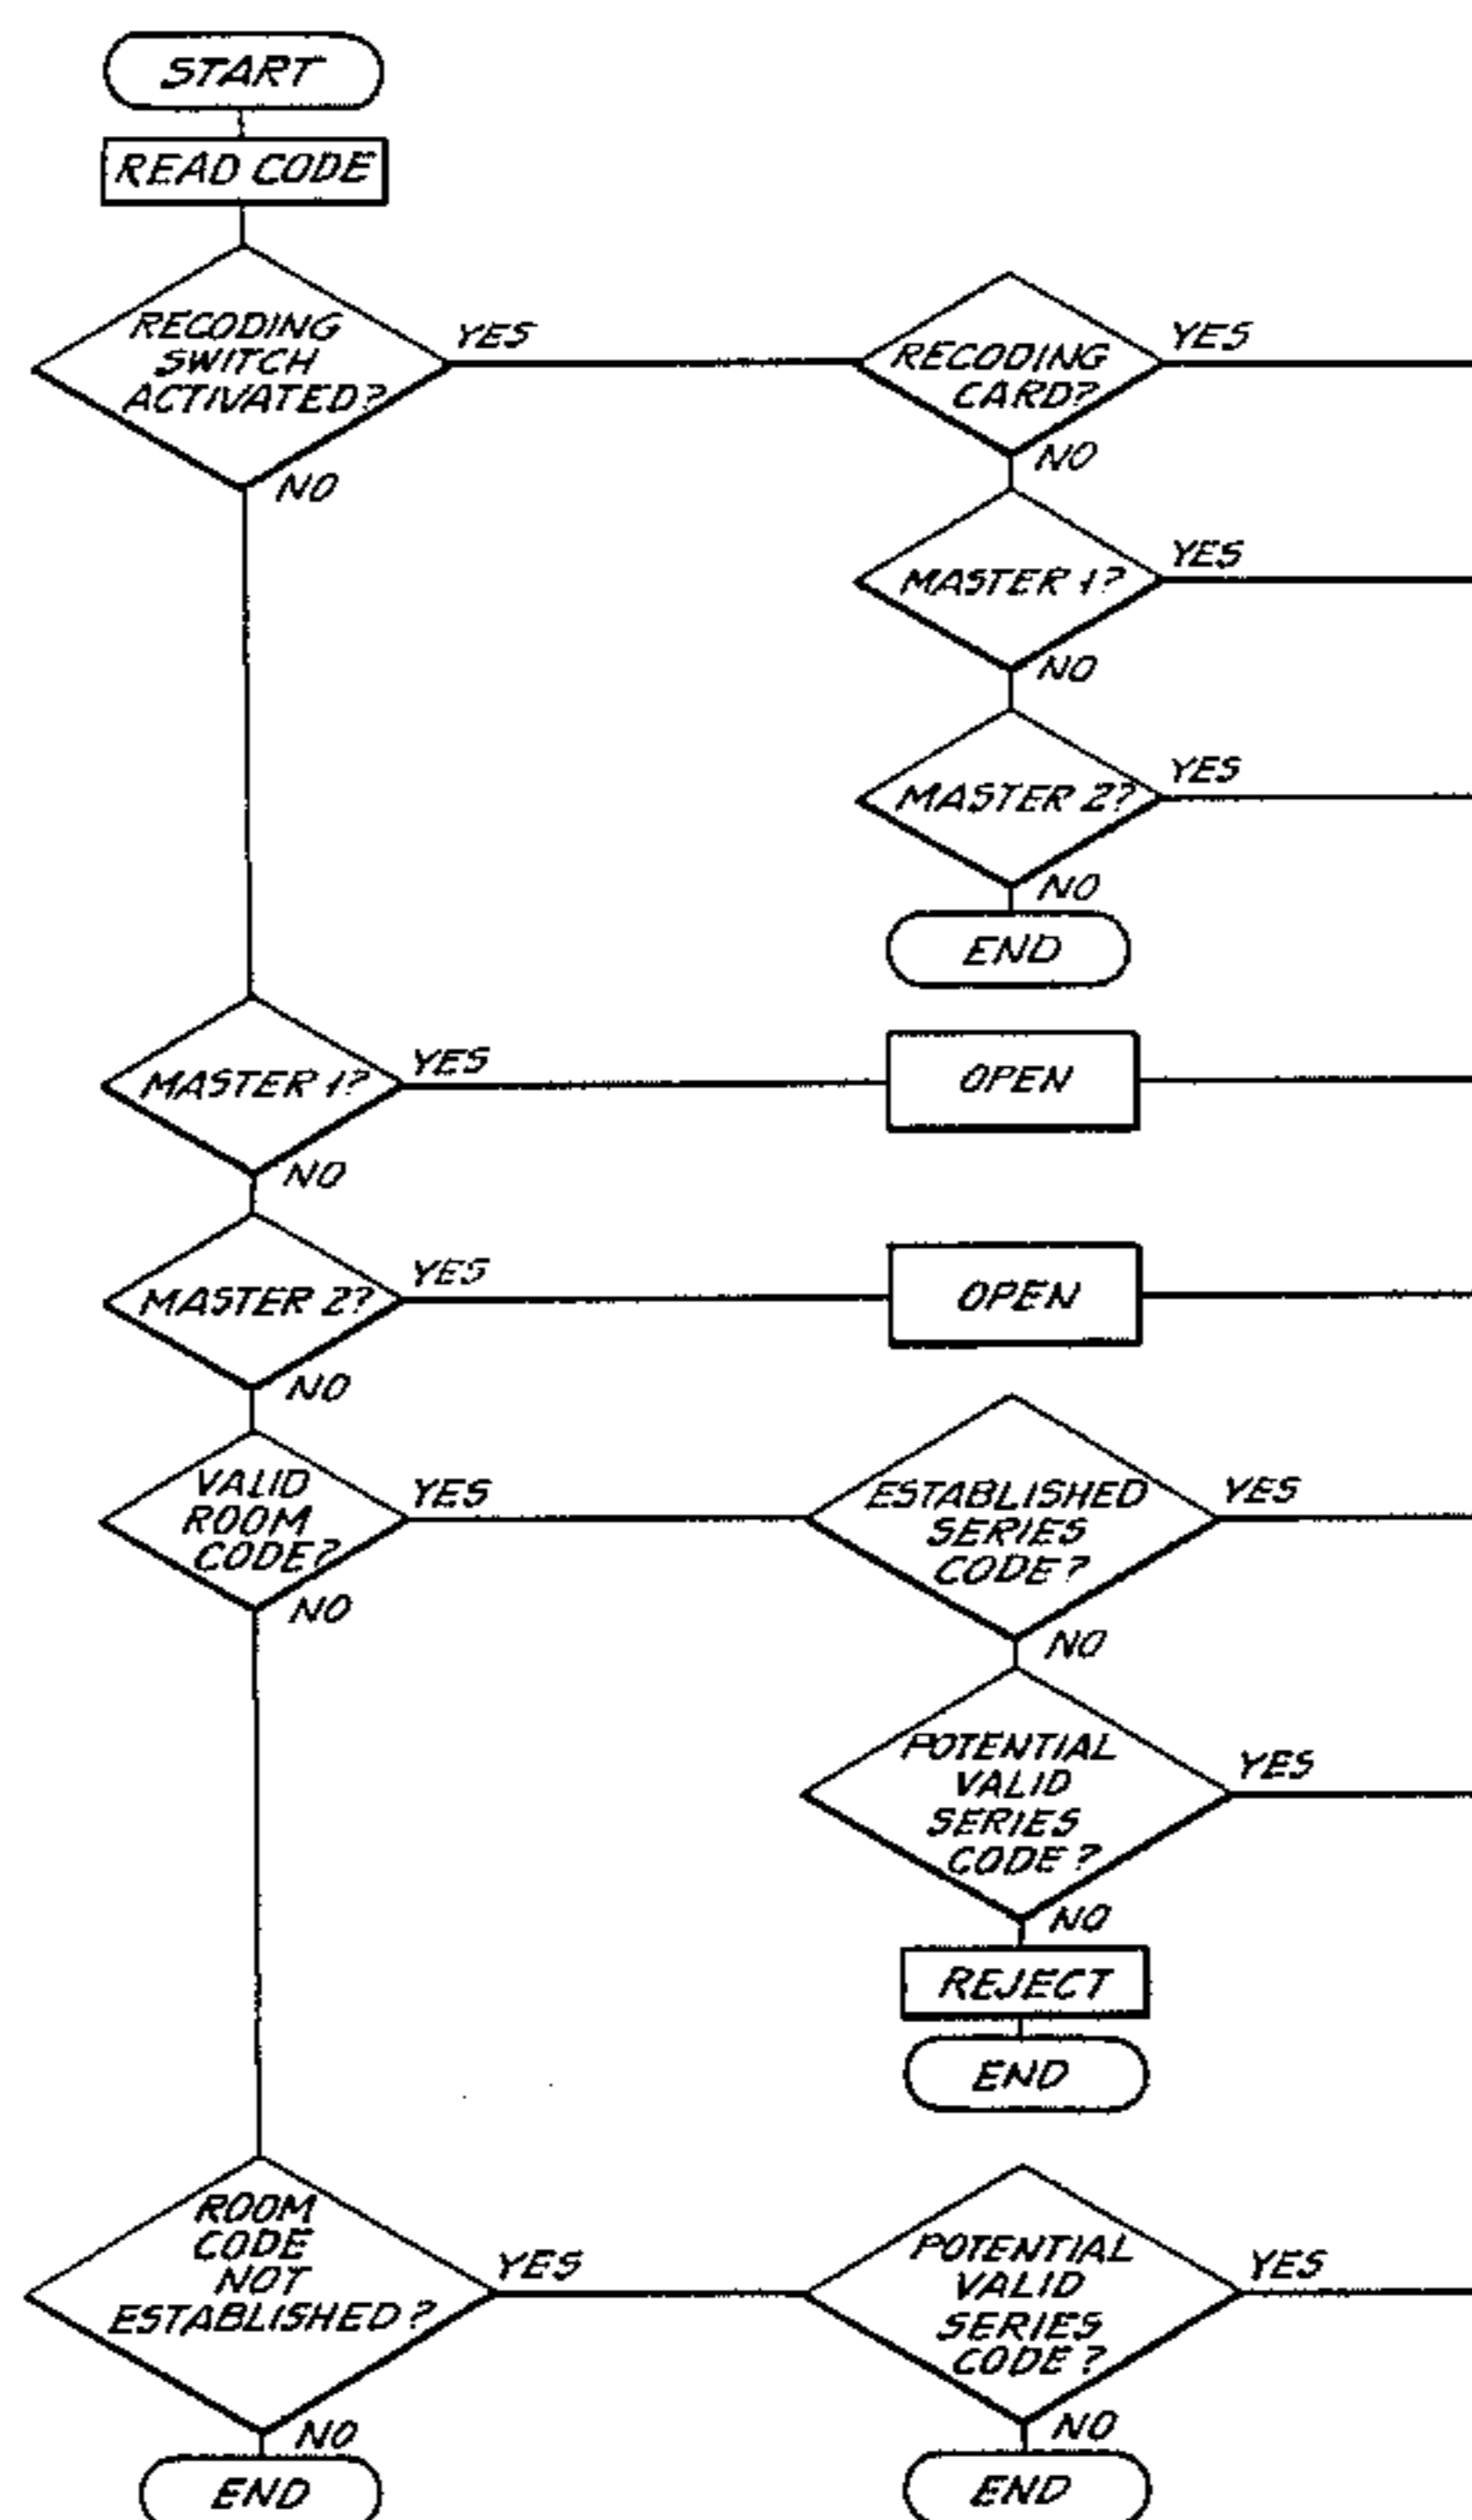 START
READ CODE
RECODING
SWITCH
ACTIVATED?
YES
NO
RECODING
CARD?
YES
NO
MASTER 1?
YES
NO
MASTER 2?
YES
NO
END
MASTER 1?
YES
NO
OPEN
MASTER 2?
YES
NO
OPEN
VALID
ROOM
CODE?
YES
NO
ESTABLISHED
SERIES
CODE?
YES
NO
POTENTIAL
VALID
SERIES
CODE?
YES
NO
REJECT
END
ROOM
CODE
NOT
ESTABLISHED?
YES
NO
END
POTENTIAL
VALID
SERIES
CODE?
YES
NO
END